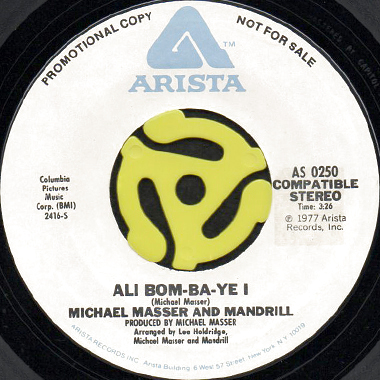 PROMOTIONAL COPY
NOT FOR SALE
TM
ARISTA
Columbia
Pictures
Music
Corp. (BMI)
2416-S
AS 0250
COMPATIBLE
STEREO
Time: 3:26
℗ 1977 Arista
Records, Inc.
ALI BOM-BA-YE I
(Michael Masser)
MICHAEL MASSER AND MANDRILL
PRODUCED BY MICHAEL MASSER
Arranged by Lee Holdridge,
Michael Masser and Mandrill
ARISTA RECORDS INC. Arista Building, 6 West 57 Street, New York, N.Y. 10019